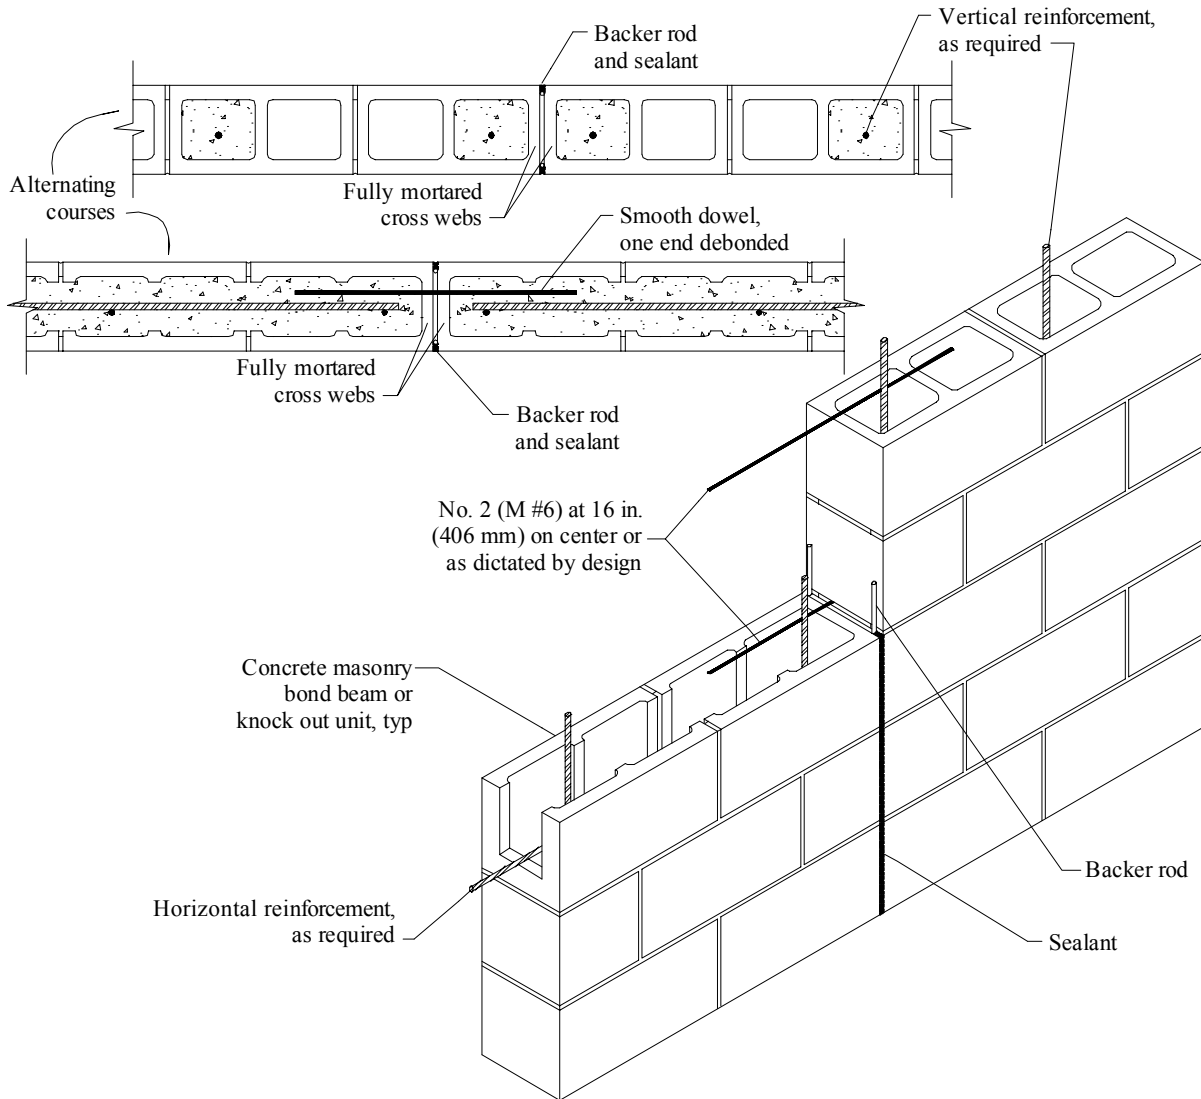 Backer rod
and sealant
Vertical reinforcement,
as required
Alternating
courses
Fully mortared
cross webs
Smooth dowel,
one end debonded
Fully mortared
cross webs
Backer rod
and sealant
No. 2 (M #6) at 16 in.
(406 mm) on center or
as dictated by design
Concrete masonry
bond beam or
knock out unit, typ
Backer rod
Horizontal reinforcement,
as required
Sealant